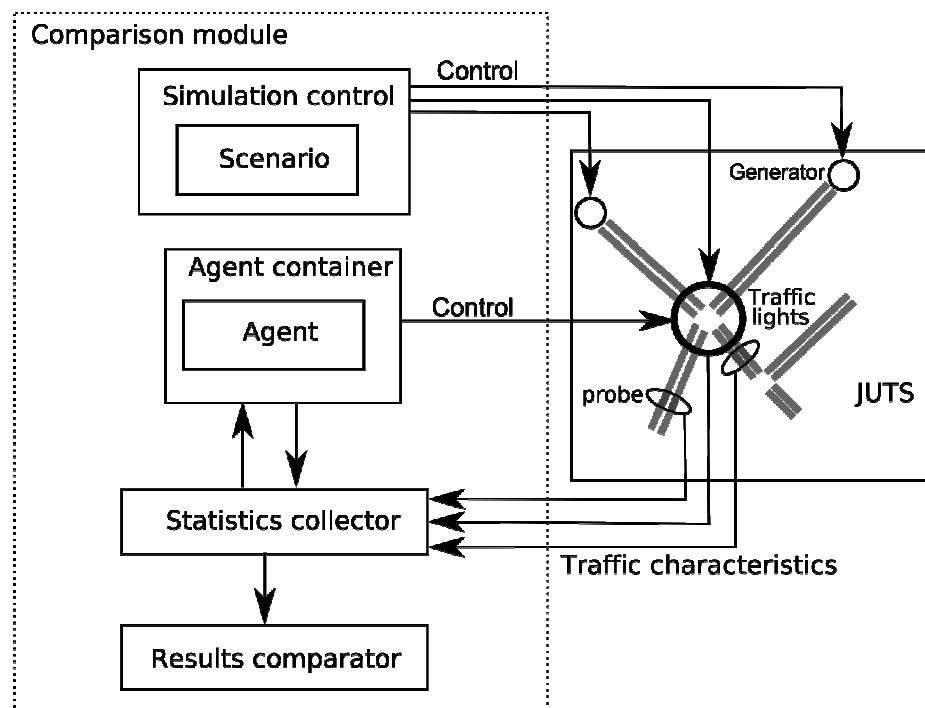 Comparison module
Control
Simulation control
Scenario
Generator
Agent container
Agent
Control
Traffic
lights
probe
JUTS
Statistics collector
Traffic characteristics
Results comparator